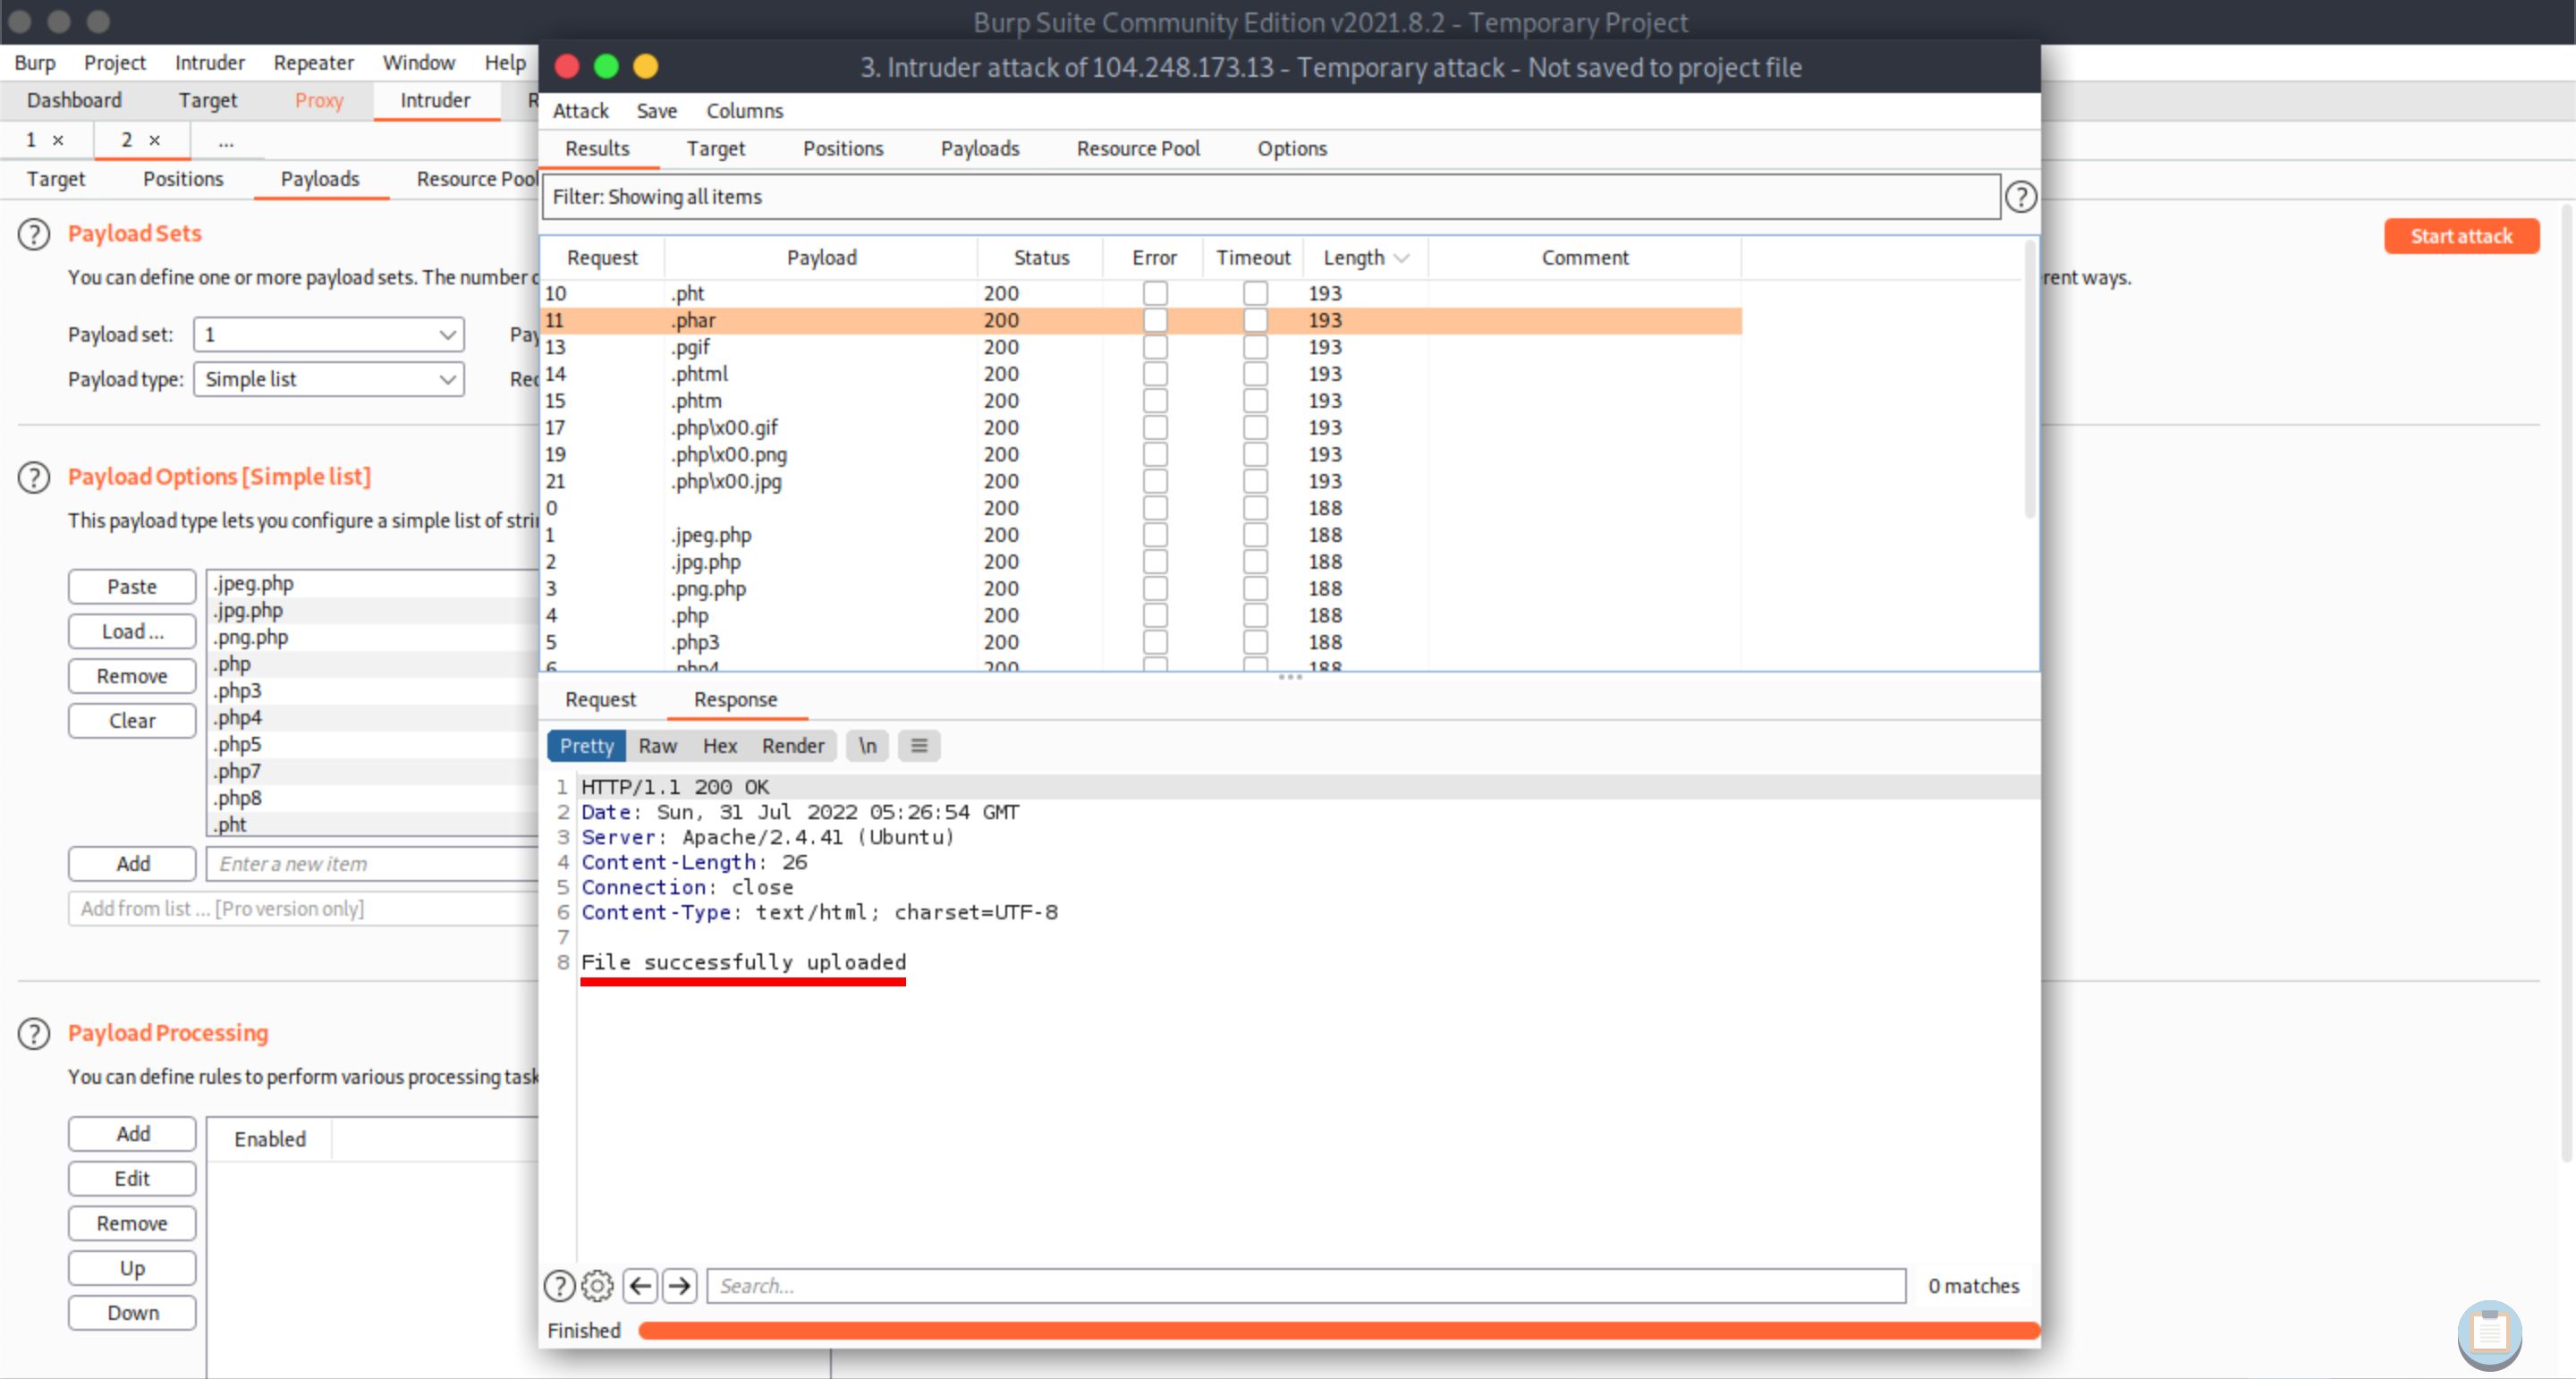 Burp Suite Community Edition v2021.8.2 - Temporary Project
Burp Project Intruder Repeater Window Help
Dashboard Target Proxy Intruder R
1 × 2 × ...
Target Positions Payloads Resource Pool
Payload Sets
You can define one or more payload sets. The number d
rent ways.
Start attack
Payload set: 1 Pay
Payload type: Simple list Rec
Payload Options [Simple list]
This payload type lets you configure a simple list of stri
Paste
Load ...
Remove
Clear
.jpeg.php
.jpg.php
.png.php
.php
.php3
.php4
.php5
.php7
.php8
.pht
Add Enter a new item
Add from list ... [Pro version only]
Payload Processing
You can define rules to perform various processing task
Add
Edit
Remove
Up
Down
Enabled
3. Intruder attack of 104.248.173.13 - Temporary attack - Not saved to project file
Attack Save Columns
Results Target Positions Payloads Resource Pool Options
Filter: Showing all items ?
Request Payload Status Error Timeout Length Comment
10 .pht 200 193
11 .phar 200 193
13 .pgif 200 193
14 .phtml 200 193
15 .phtm 200 193
17 .php\x00.gif 200 193
19 .php\x00.png 200 193
21 .php\x00.jpg 200 193
0 200 188
1 .jpeg.php 200 188
2 .jpg.php 200 188
3 .png.php 200 188
4 .php 200 188
5 .php3 200 188
6 .php4 200 188
Request Response
Pretty Raw Hex Render \n ≡
1 HTTP/1.1 200 OK
2 Date: Sun, 31 Jul 2022 05:26:54 GMT
3 Server: Apache/2.4.41 (Ubuntu)
4 Content-Length: 26
5 Connection: close
6 Content-Type: text/html; charset=UTF-8
7
8 File successfully uploaded
? Search... 0 matches
Finished